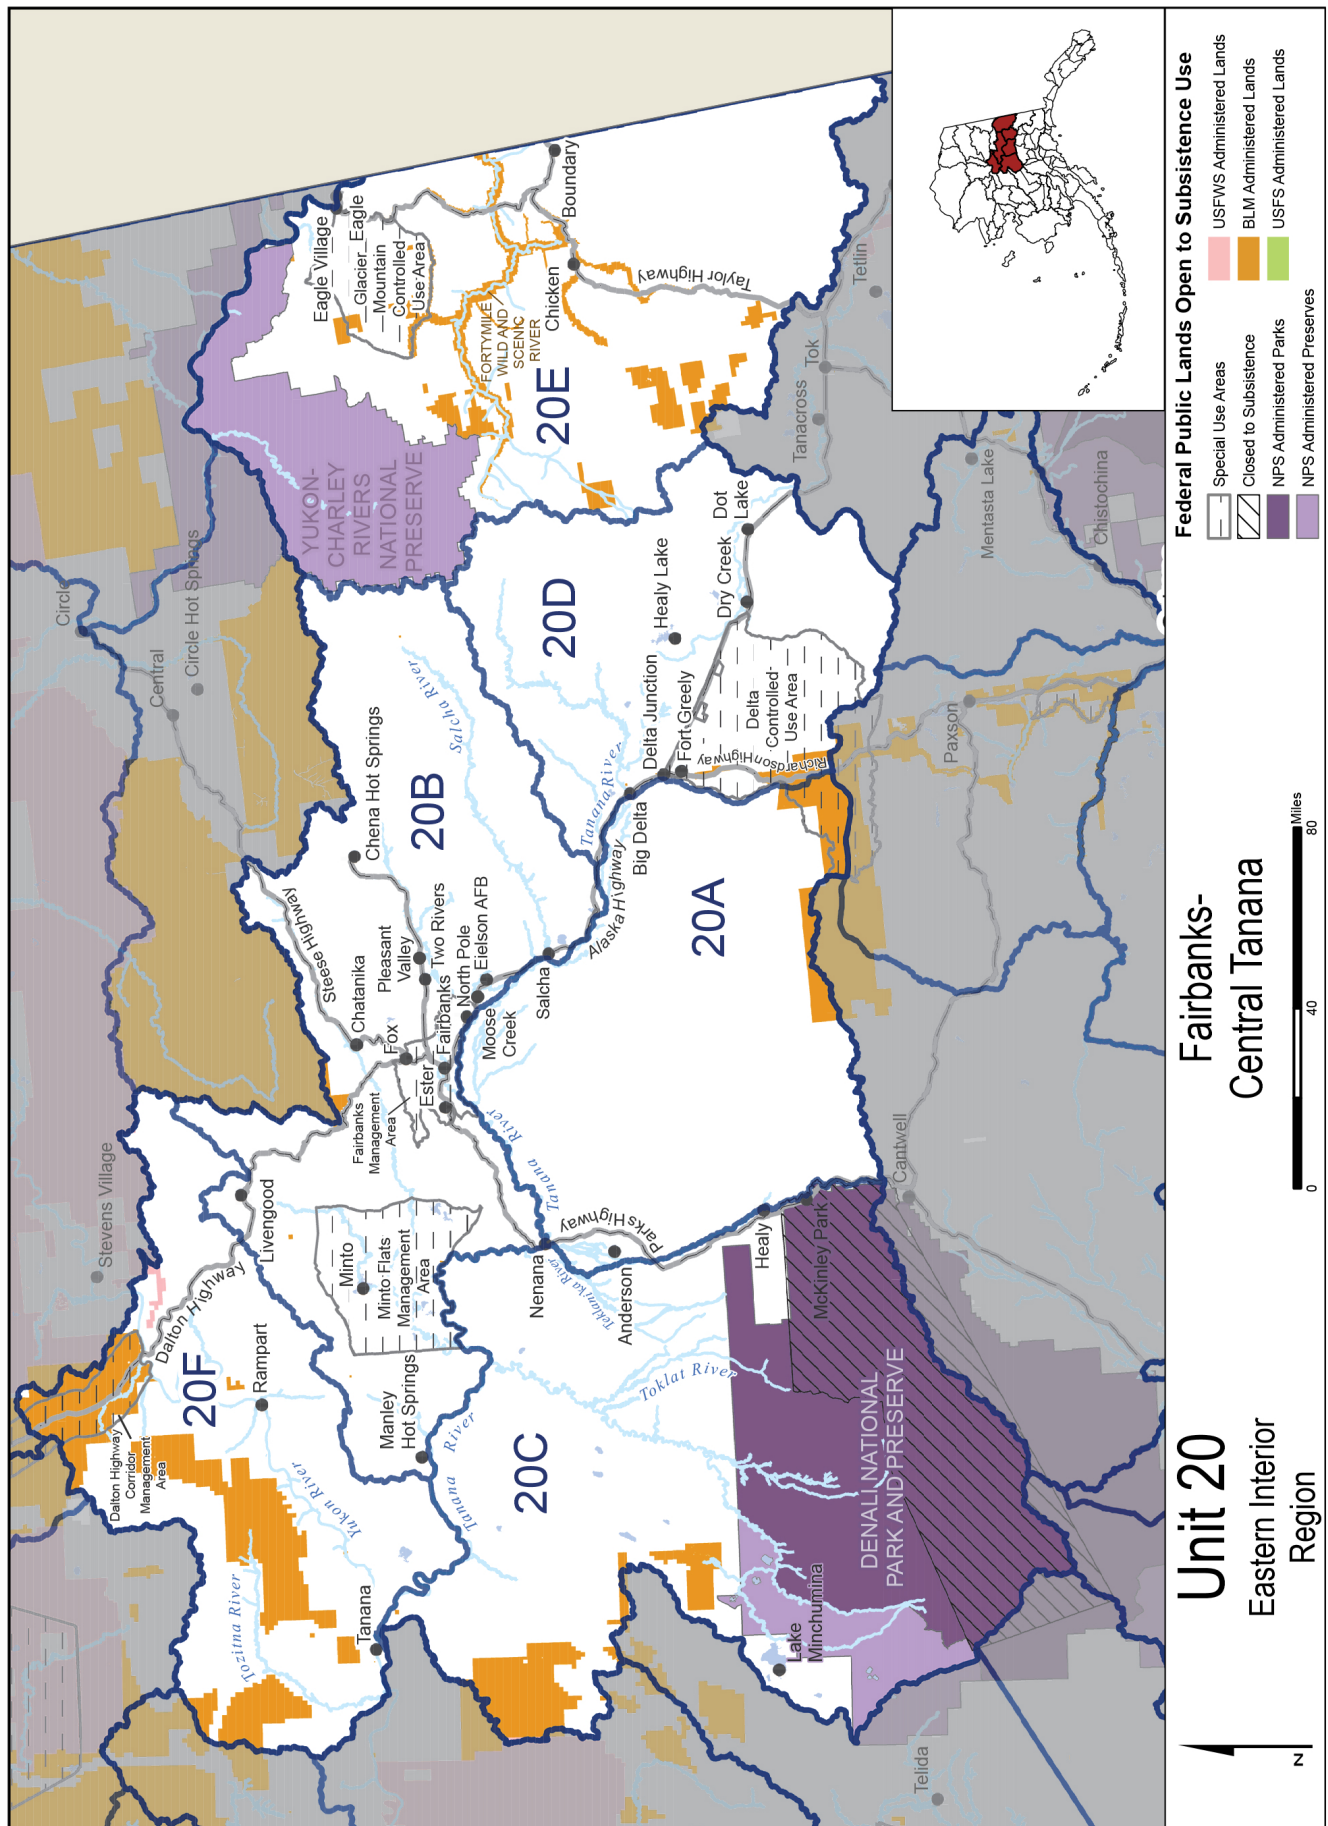 Circle
Circle Hot Springs
Central
Stevens Village
Dalton Highway
Dalton Highway
Corridor
Management
Area
20F
Rampart
Livengood
Yukon River
Tozitna River
Tanana
Manley
Hot Springs
Tanana River
Minto
Minto Flats
Management
Area
Fairbanks
Management
Area
Steese Highway
Chatanika
Fox
Ester
Fairbanks
Pleasant
Valley
Two Rivers
North Pole
Eielson AFB
Moose
Creek
Salcha
Chena Hot Springs
20B
Salcha River
YUKON-
CHARLEY
RIVERS
NATIONAL
PRESERVE
Eagle Village
Eagle
Glacier
Mountain
Controlled
Use Area
FORTYMILE
WILD AND
SCENIC
RIVER
Chicken
Boundary
Taylor Highway
20E
20D
Healy Lake
Dot
Lake
Dry Creek
Delta Junction
Fort Greely
Delta
Controlled
Use Area
Richardson Highway
Tanana River
Big Delta
Alaska Highway
20A
Tanana River
Nenana
Parks Highway
Teklanika River
Anderson
Toklat River
Healy
McKinley Park
20C
DENALI NATIONAL
PARK AND PRESERVE
Lake
Minchumina
Telida
Cantwell
Paxson
Mentasta Lake
Chistochina
Tanacross
Tok
Tetlin
Unit 20
Eastern Interior
Region
N
Fairbanks-
Central Tanana
0 40 80
Miles
Federal Public Lands Open to Subsistence Use
Special Use Areas
Closed to Subsistence
NPS Administered Parks
NPS Administered Preserves
USFWS Administered Lands
BLM Administered Lands
USFS Administered Lands